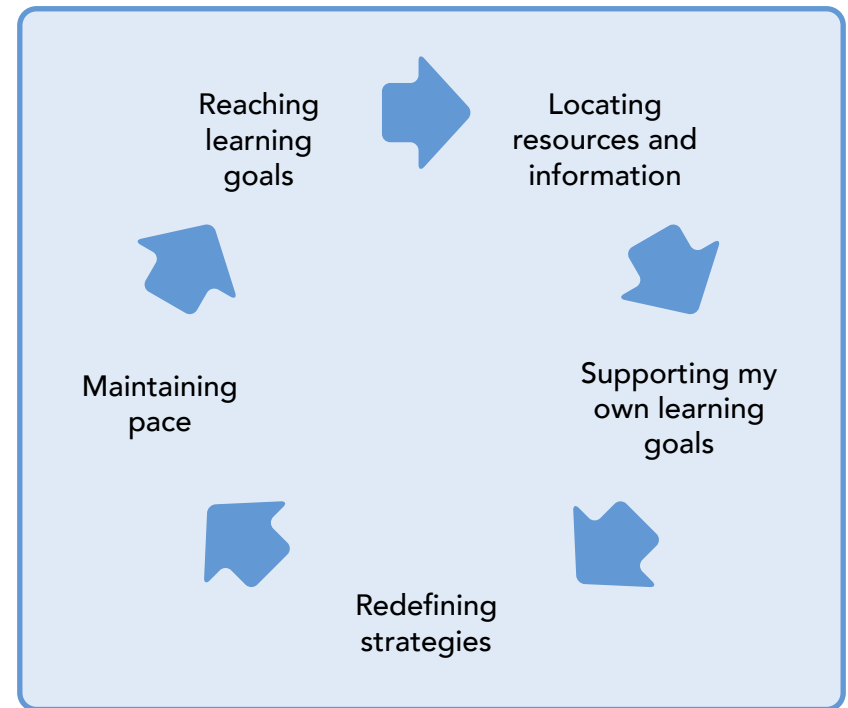 Reaching
learning
goals
Locating
resources and
information
Supporting my
own learning
goals
Redefining
strategies
Maintaining
pace